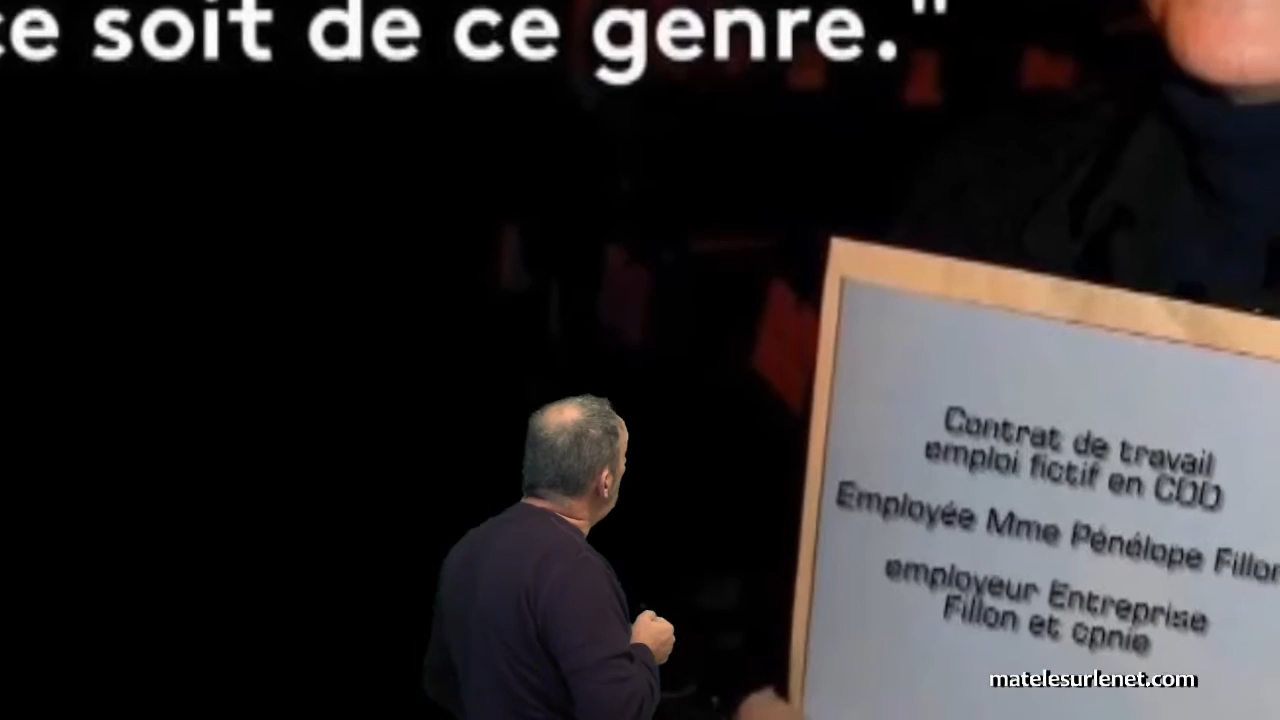 ce soit de ce genre."
Contrat de travail
emploi fictif en CDD
Employée Mme Pénélope Fillon
employeur Entreprise
Fillon et cpnie
matelesurlenet.com